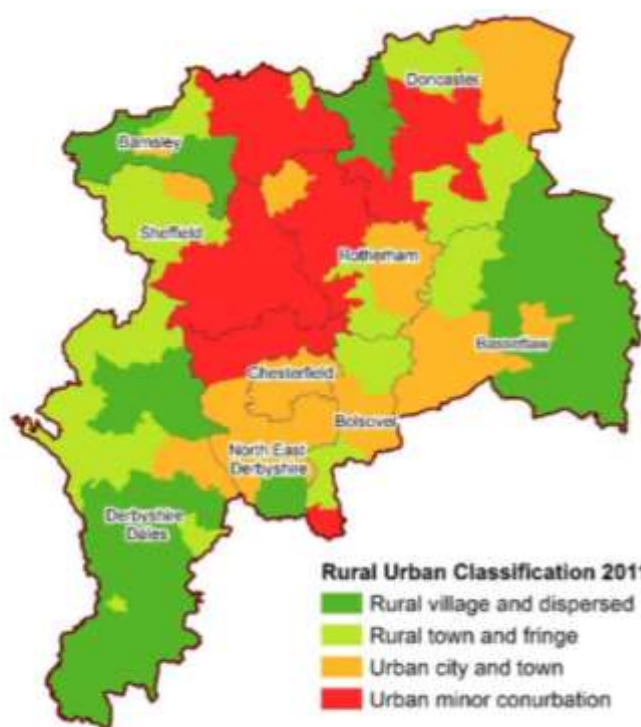 Doncaster
Barnsley
Sheffield
Rotherham
Bassetlaw
Chesterfield
Bolsover
North East
Derbyshire
Derbyshire
Dales
Rural Urban Classification 201
Rural village and dispersed
Rural town and fringe
Urban city and town
Urban minor conurbation